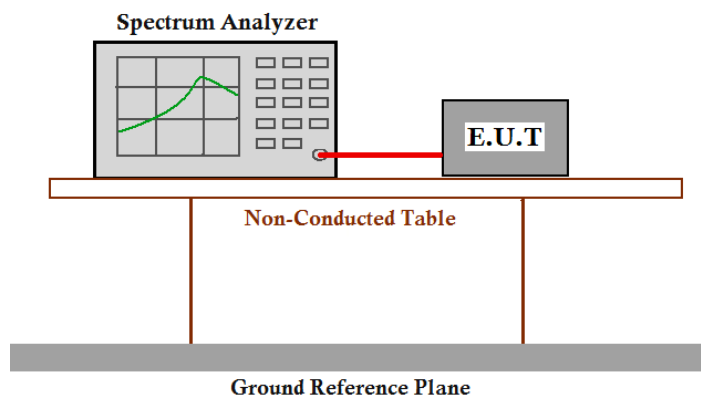 Spectrum Analyzer
E.U.T
Non-Conducted Table
Ground Reference Plane